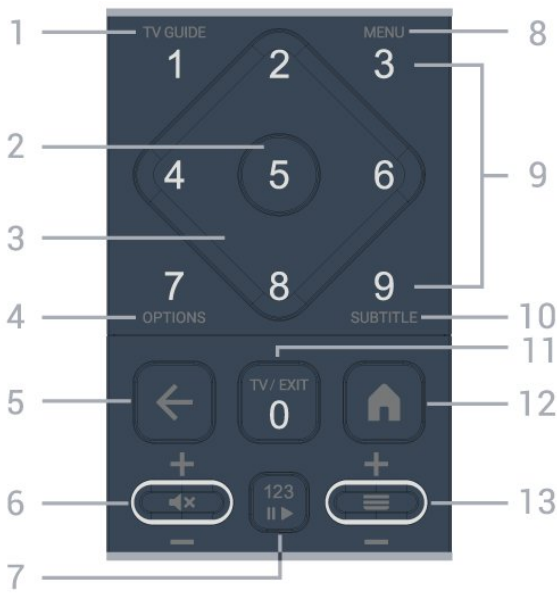 1 TV GUIDE MENU 8
1 2 3
2 4 5 6 9
3
7 8 9
4 OPTIONS SUBTITLE 10
11
5 TV / EXIT 12
0
+ +
6 123 13
− −
7